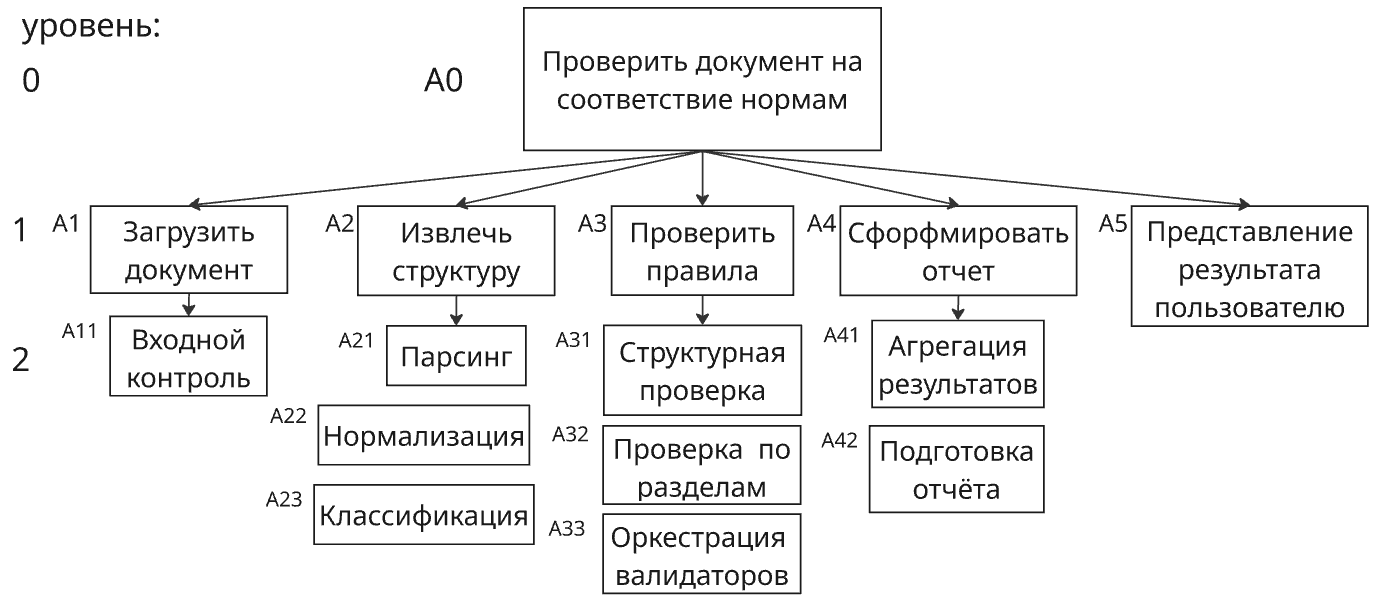 уровень:
0
A0
Проверить документ на
соответствие нормам
1
A1
Загрузить
документ
A2
Извлечь
структуру
A3
Проверить
правила
A4
Сфорфмировать
отчет
A5
Представление
результата
пользователю
2
A11
Входной
контроль
A21
Парсинг
A22
Нормализация
A23
Классификация
A31
Структурная
проверка
A32
Проверка по
разделам
A33
Оркестрация
валидаторов
A41
Агрегация
результатов
A42
Подготовка
отчёта